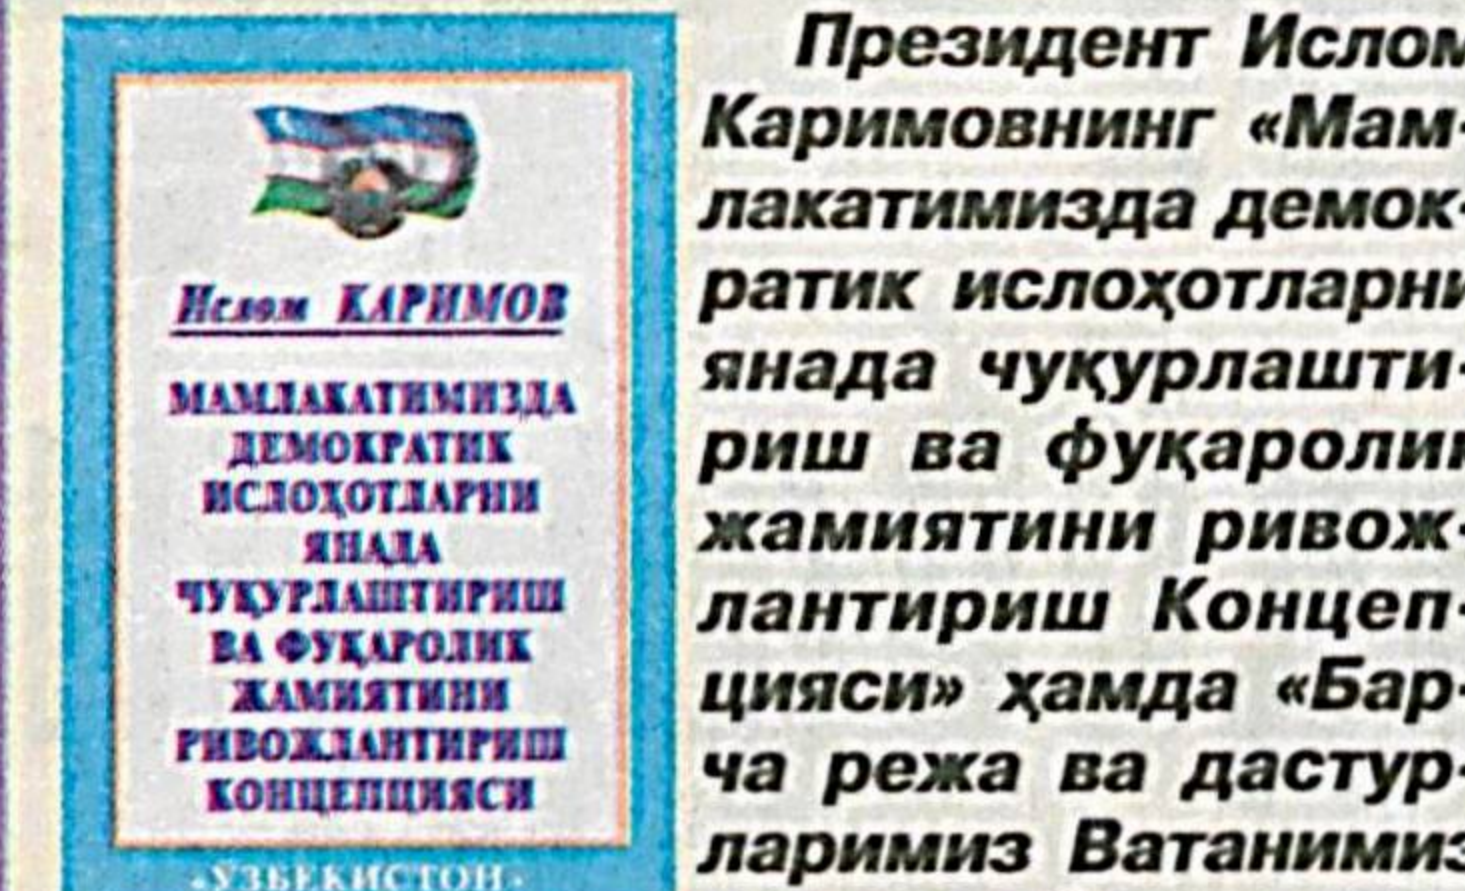 Ислом КАРИМОВ
МАМЛАКАТИМИЗДА
ДЕМОКРАТИК
ИСЛОҲОТЛАРНИ
ЯНАДА
ЧУҚУРЛАШТИРИШ
ВА ФУҚАРОЛИК
ЖАМИЯТИНИ
РИВОЖЛАНТИРИШ
КОНЦЕПЦИЯСИ
«ЎЗБЕКИСТОН»
Президент Ислом
Каримовнинг «Мам-
лакатимизда демок-
ратик ислоҳотларни
янада чуқурлашти-
риш ва фуқаролик
жамиятини ривож-
лантириш Концеп-
цияси» ҳамда «Бар-
ча режа ва дастур-
ларимиз Ватанимиз